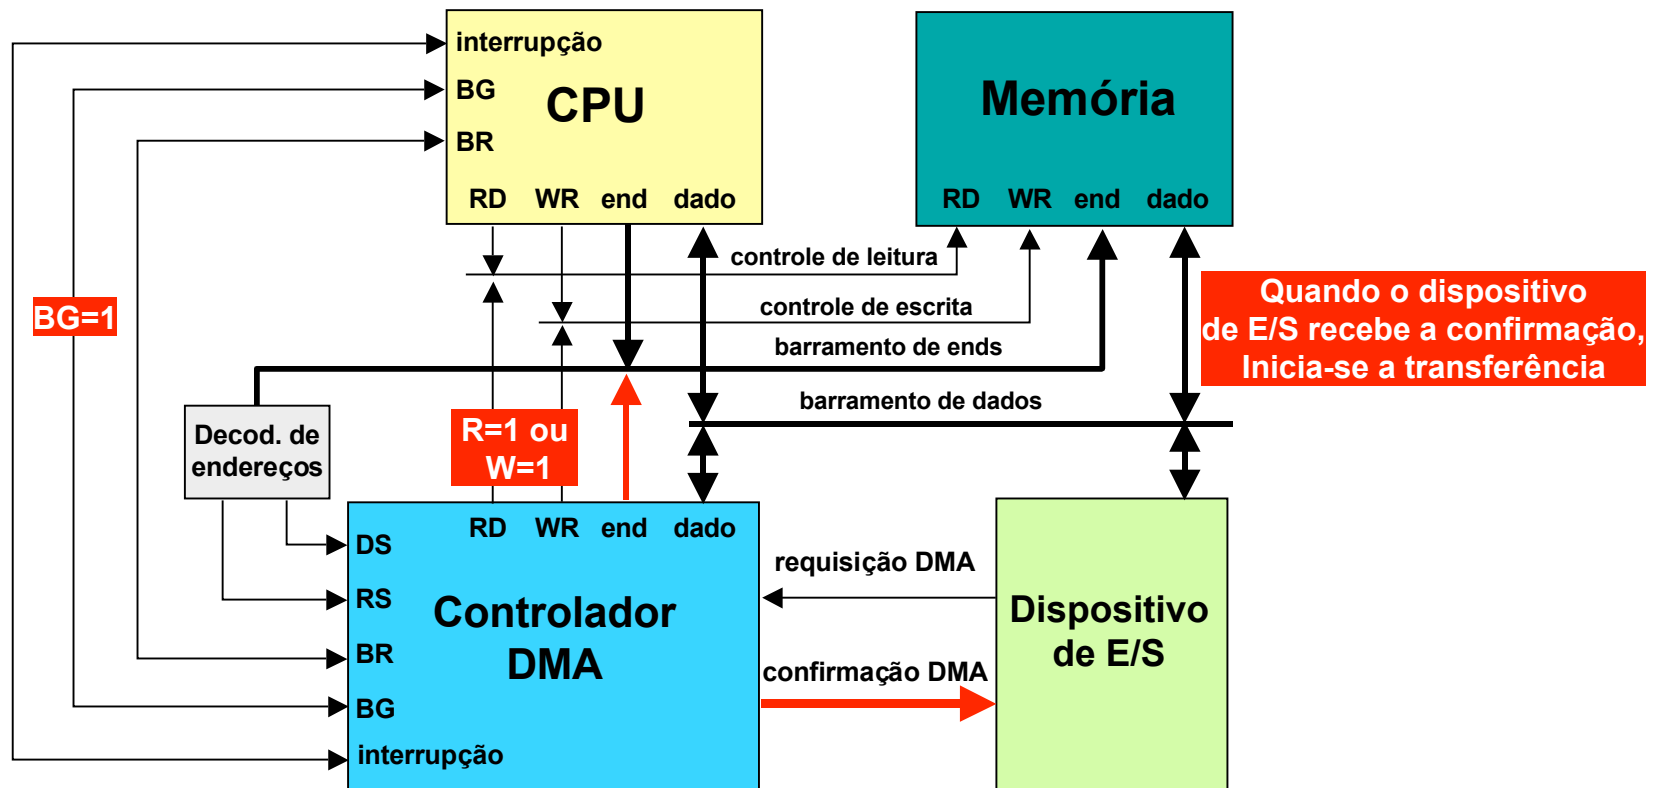 interrupção
BG
CPU
BR
RD WR end dado
Memória
RD WR end dado
controle de leitura
controle de escrita
barramento de ends
barramento de dados
BG=1
Quando o dispositivo
de E/S recebe a confirmação,
Inicia-se a transferência
R=1 ou
W=1
Decod. de
endereços
RD WR end dado
DS
RS
BR
BG
interrupção
Controlador
DMA
requisição DMA
confirmação DMA
Dispositivo
de E/S